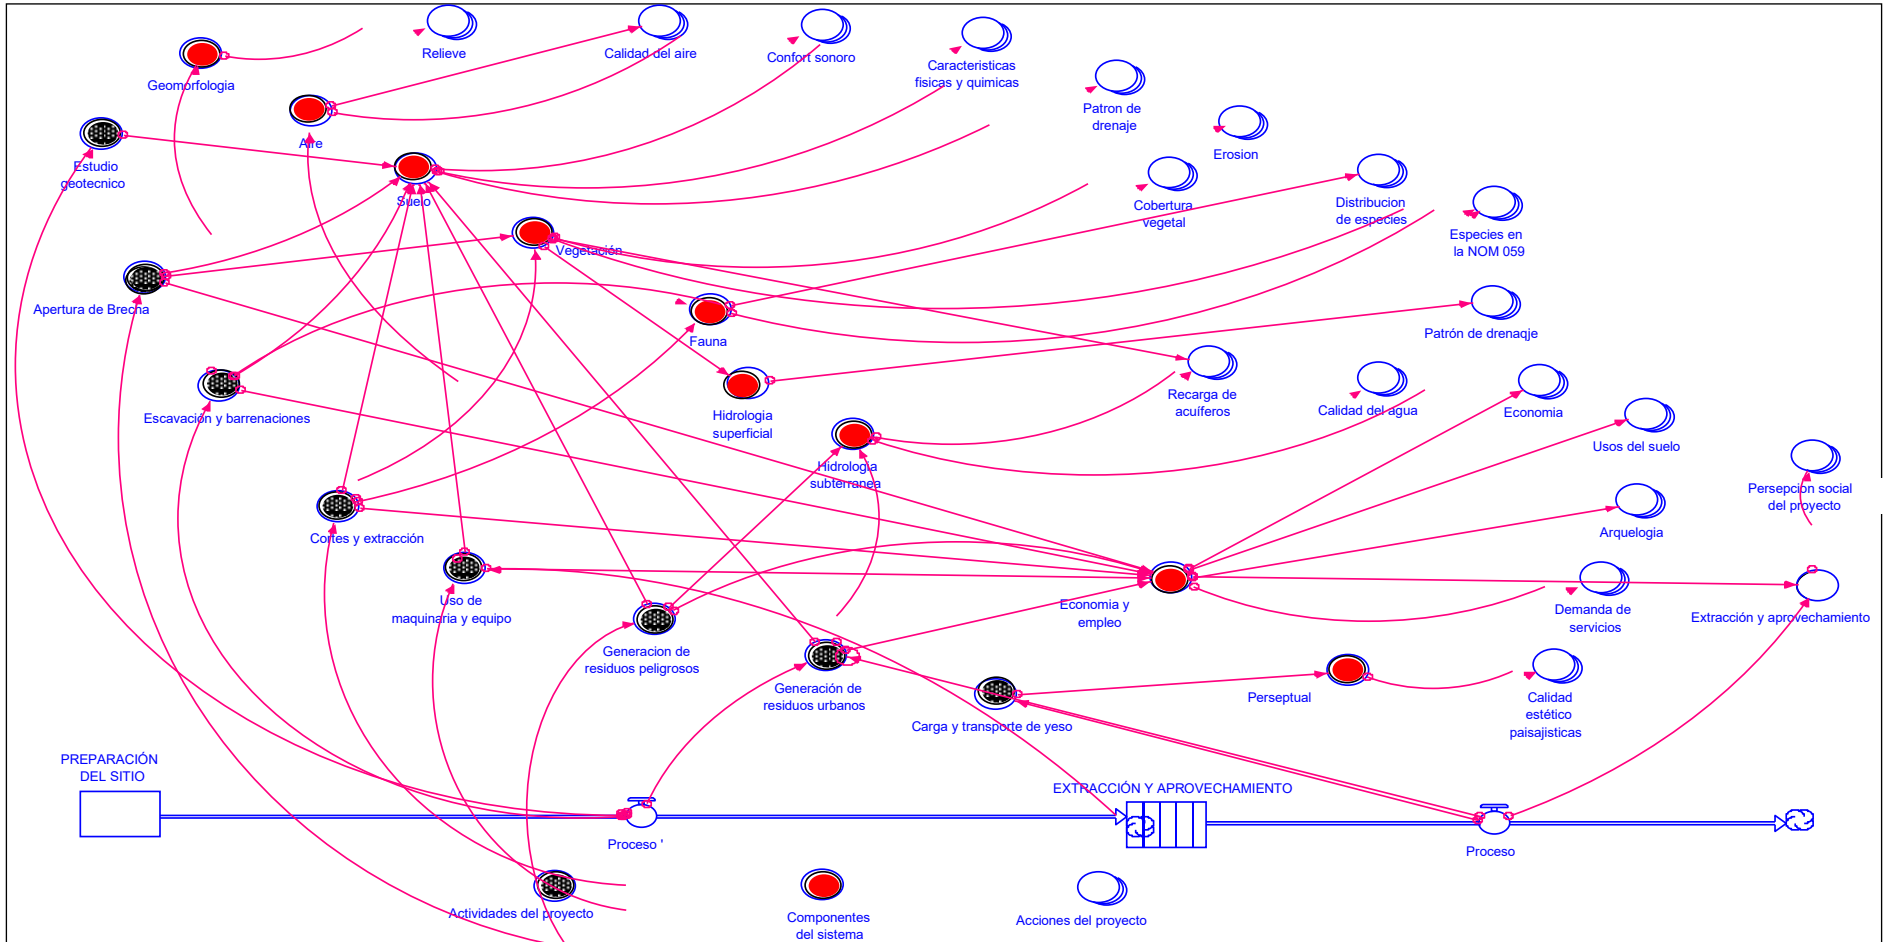 Relieve
Calidad del aire
Confort sonoro
Caracteristicas
fisicas y quimicas
Geomorfologia
Patron de
drenaje
Aire
Erosion
Estudio
geotecnico
Suelo
Cobertura
vegetal
Distribucion
de especies
Especies en
la NOM 059
Vegetación
Apertura de Brecha
Fauna
Patrón de drenaqje
Escavación y barrenaciones
Hidrologia
superficial
Recarga de
acuíferos
Calidad del agua
Economia
Usos del suelo
Hidrologia
subterranea
Persepción social
del proyecto
Cortes y extracción
Arquelogia
Uso de
maquinaria y equipo
Economia y
empleo
Demanda de
servicios
Extracción y aprovechamiento
Generacion de
residuos peligrosos
Generación de
residuos urbanos
Carga y transporte de yeso
Perseptual
Calidad
estético
paisajisticas
PREPARACIÓN
DEL SITIO
EXTRACCIÓN Y APROVECHAMIENTO
Proceso '
Proceso
Actividades del proyecto
Componentes
del sistema
Acciones del proyecto